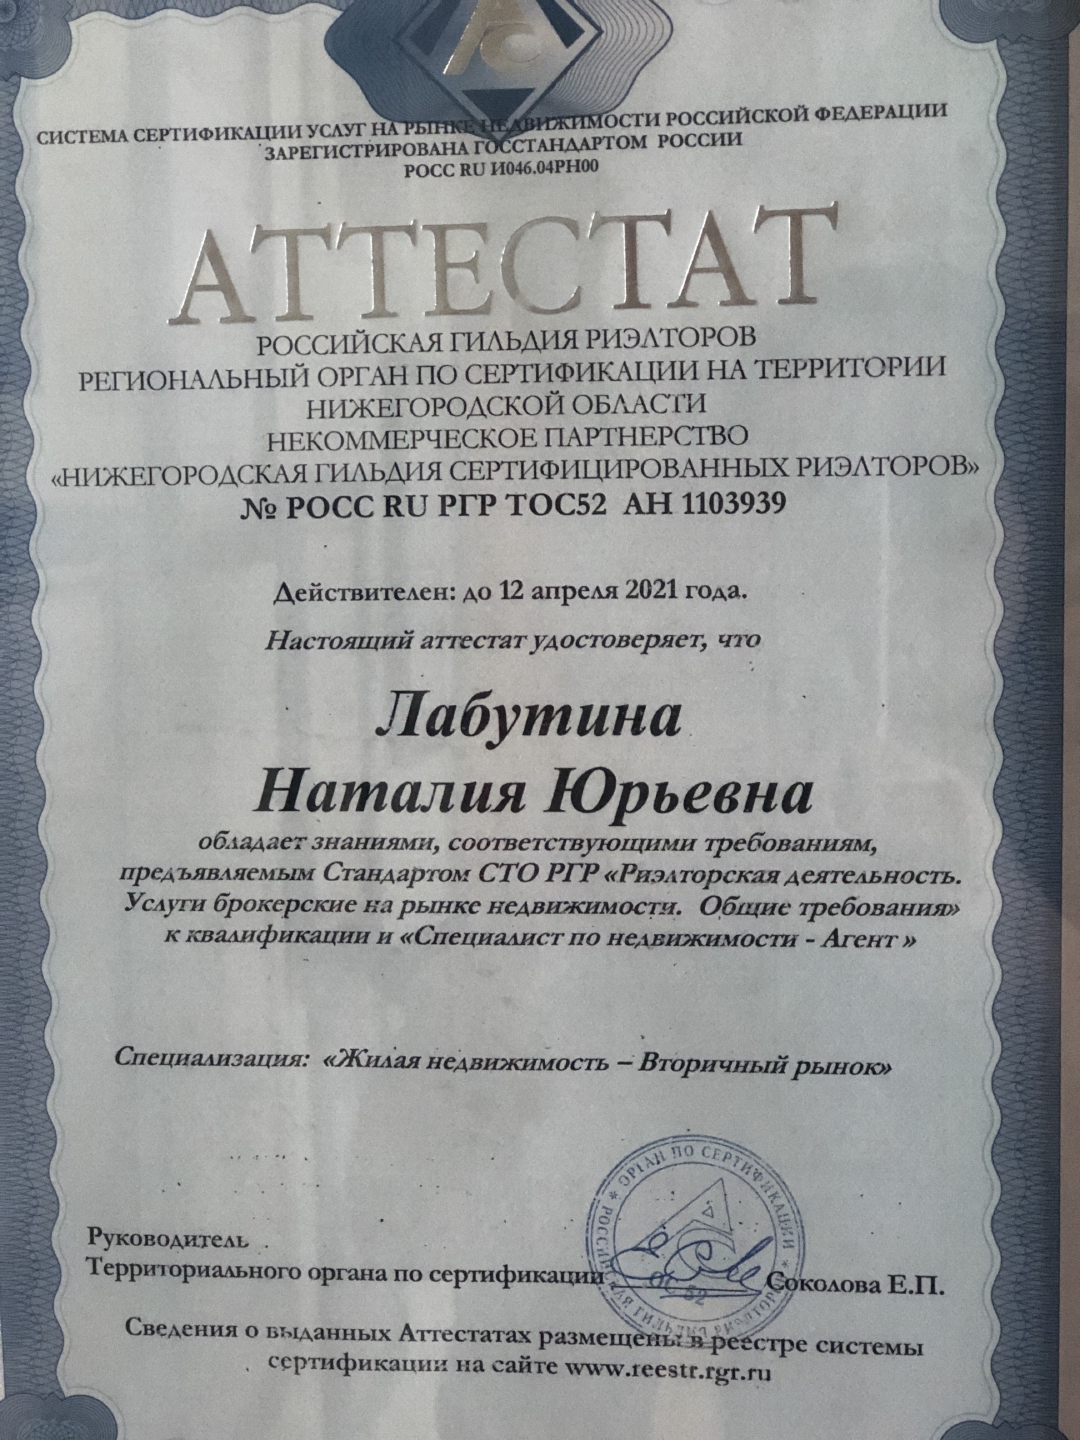 СИСТЕМА СЕРТИФИКАЦИИ УСЛУГ НА РЫНКЕ НЕДВИЖИМОСТИ РОССИЙСКОЙ ФЕДЕРАЦИИ
ЗАРЕГИСТРИРОВАНА ГОССТАНДАРТОМ РОССИИ
РОСС RU И046.04РН00
АТТЕСТАТ
РОССИЙСКАЯ ГИЛЬДИЯ РИЭЛТОРОВ
РЕГИОНАЛЬНЫЙ ОРГАН ПО СЕРТИФИКАЦИИ НА ТЕРРИТОРИИ
НИЖЕГОРОДСКОЙ ОБЛАСТИ
НЕКОММЕРЧЕСКОЕ ПАРТНЕРСТВО
«НИЖЕГОРОДСКАЯ ГИЛЬДИЯ СЕРТИФИЦИРОВАННЫХ РИЭЛТОРОВ»
№ РОСС RU РГР ТОС52 АН 1103939
Действителен: до 12 апреля 2021 года.
Настоящий аттестат удостоверяет, что
Лабутина
Наталия Юрьевна
обладает знаниями, соответствующими требованиям,
предъявляемым Стандартом СТО РГР «Риэлторская деятельность.
Услуги брокерские на рынке недвижимости. Общие требования»
к квалификации и «Специалист по недвижимости - Агент »
Специализация: «Жилая недвижимость – Вторичный рынок»
ОРГАН ПО СЕРТИФИКАЦИИ * РОССИЙСКАЯ ГИЛЬДИЯ РИЭЛТОРОВ *
ОС 52
Руководитель
Территориального органа по сертификации Соколова Е.П.
Сведения о выданных Аттестатах размещены в реестре системы
сертификации на сайте www.reestr.rgr.ru